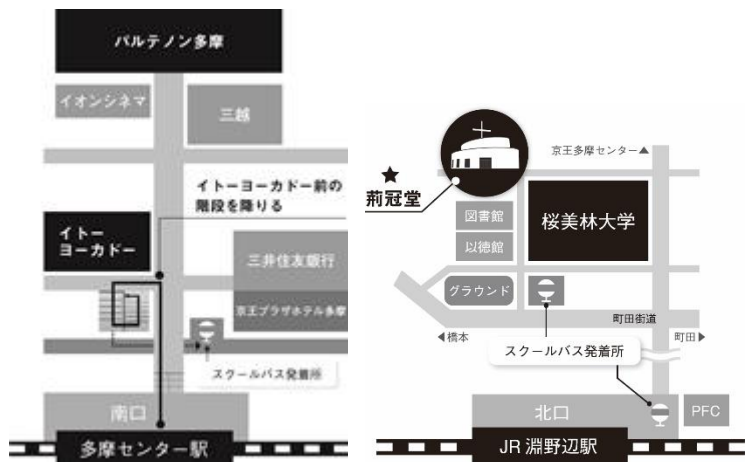 パルテノン多摩
イオンシネマ
三越
イトーヨーカドー前の
階段を降りる
イトー
ヨーカドー
三井住友銀行
京王プラザホテル多摩
スクールバス発着所
南口
多摩センター駅
京王多摩センター▲
荊冠堂
図書館
桜美林大学
以徳館
グラウンド
町田街道
◀橋本
町田▶
スクールバス発着所
北口
PFC
JR 淵野辺駅